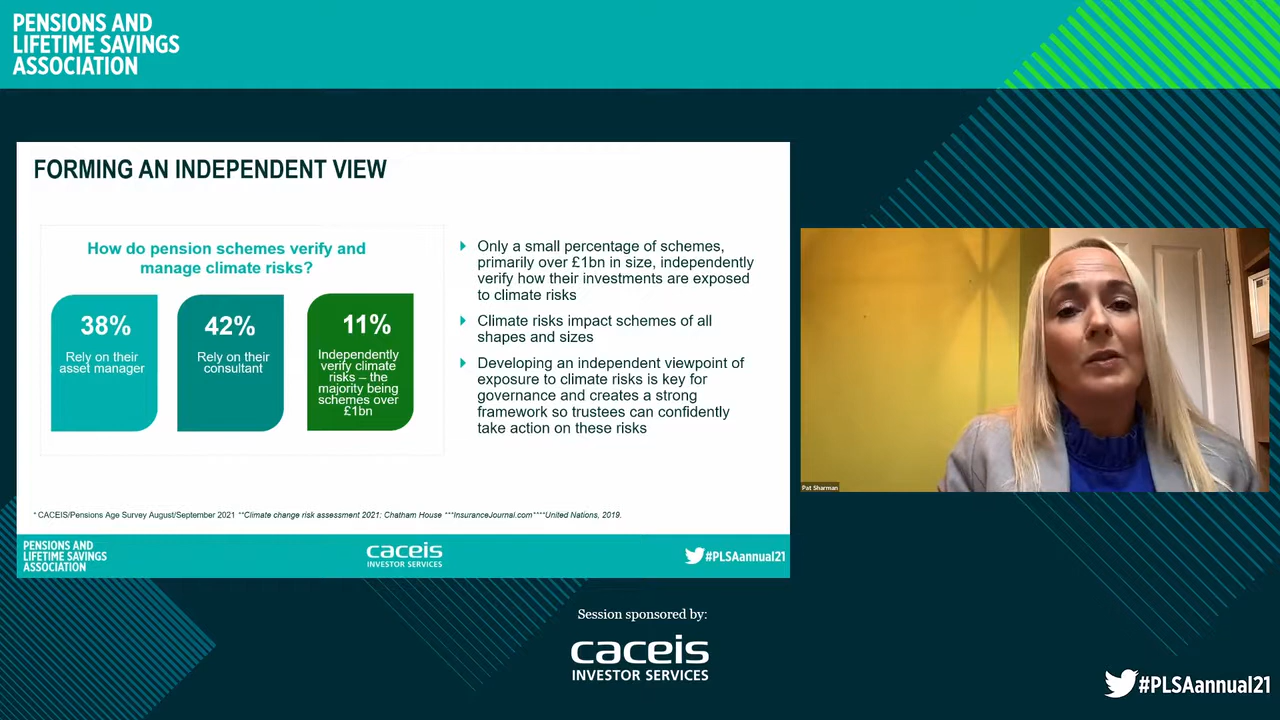 PENSIONS AND
LIFETIME SAVINGS
ASSOCIATION
FORMING AN INDEPENDENT VIEW
How do pension schemes verify and
manage climate risks?
38%
Rely on their
asset manager
42%
Rely on their
consultant
11%
Independently
verify climate
risks – the
majority being
schemes over
£1bn
Only a small percentage of schemes,
primarily over £1bn in size, independently
verify how their investments are exposed
to climate risks
Climate risks impact schemes of all
shapes and sizes
Developing an independent viewpoint of
exposure to climate risks is key for
governance and creates a strong
framework so trustees can confidently
take action on these risks
* CACEIS/Pensions Age Survey August/September 2021 **Climate change risk assessment 2021: Chatham House ***InsuranceJournal.com****United Nations, 2019.
PENSIONS AND
LIFETIME SAVINGS
ASSOCIATION
caceis
INVESTOR SERVICES
#PLSAannual21
Pat Sharman
Session sponsored by:
caceis
INVESTOR SERVICES
#PLSAannual21